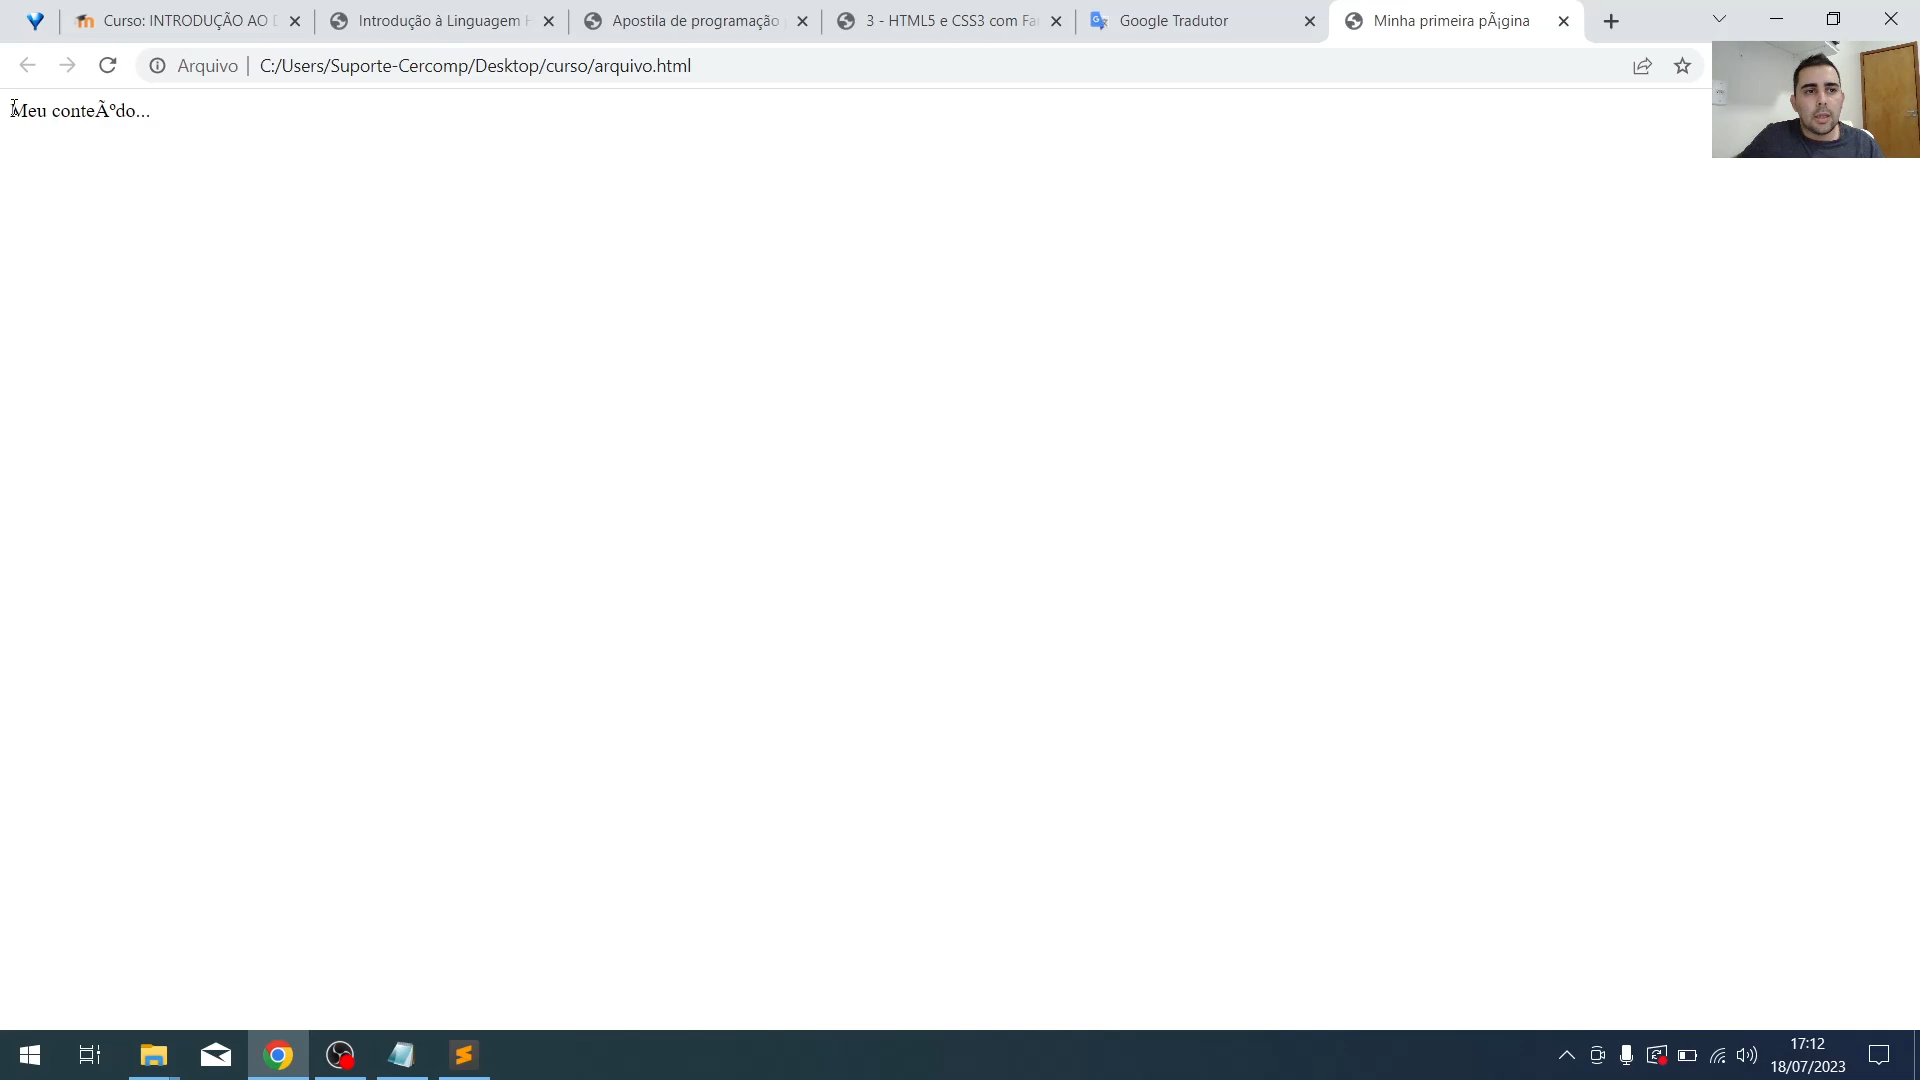 Curso: INTRODUÇÃO AO D
Introdução à Linguagem H
Apostila de programação
3 - HTML5 e CSS3 com Fa
Google Tradutor
Minha primeira pÃ¡gina
Arquivo
C:/Users/Suporte-Cercomp/Desktop/curso/arquivo.html
Meu conteÃºdo...
17:12
18/07/2023